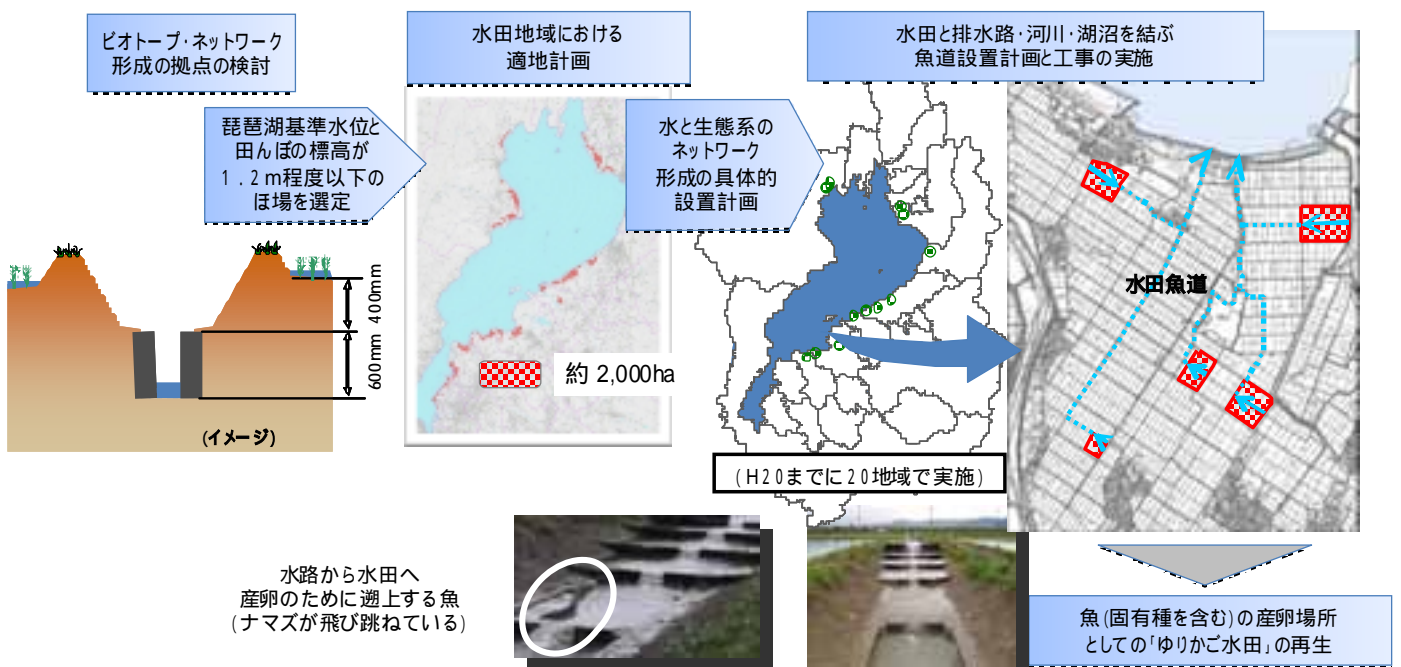 ビオトープ・ネットワーク
形成の拠点の検討
水田地域における
適地計画
水田と排水路・河川・湖沼を結ぶ
魚道設置計画と工事の実施
琵琶湖基準水位と
田んぼの標高が
1.2m程度以下の
ほ場を選定
水と生態系の
ネットワーク
形成の具体的
設置計画
400mm
600mm
(イメージ)
約 2,000ha
水田魚道
(H20までに20地域で実施)
水路から水田へ
産卵のために遡上する魚
(ナマズが飛び跳ねている)
魚(固有種を含む)の産卵場所
としての「ゆりかご水田」の再生